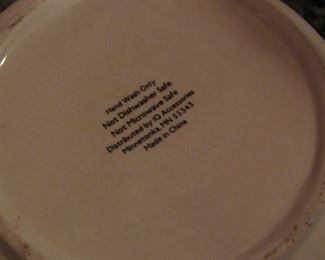 Hand Wash Only
Not Dishwasher Safe
Not Microwave Safe
Distributed by IQ Accessories
Minnetonka, MN 55343
Made in China